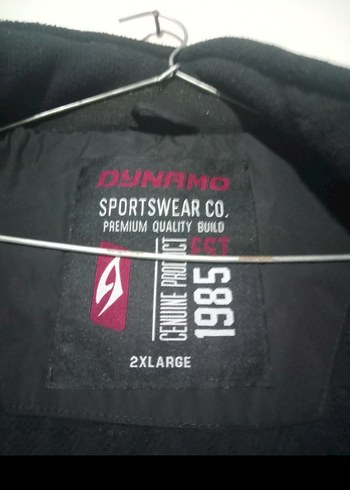 DYNAMO
SPORTSWEAR CO.
PREMIUM QUALITY BUILD
GENUINE PRODUCT
EST
1985
2XLARGE